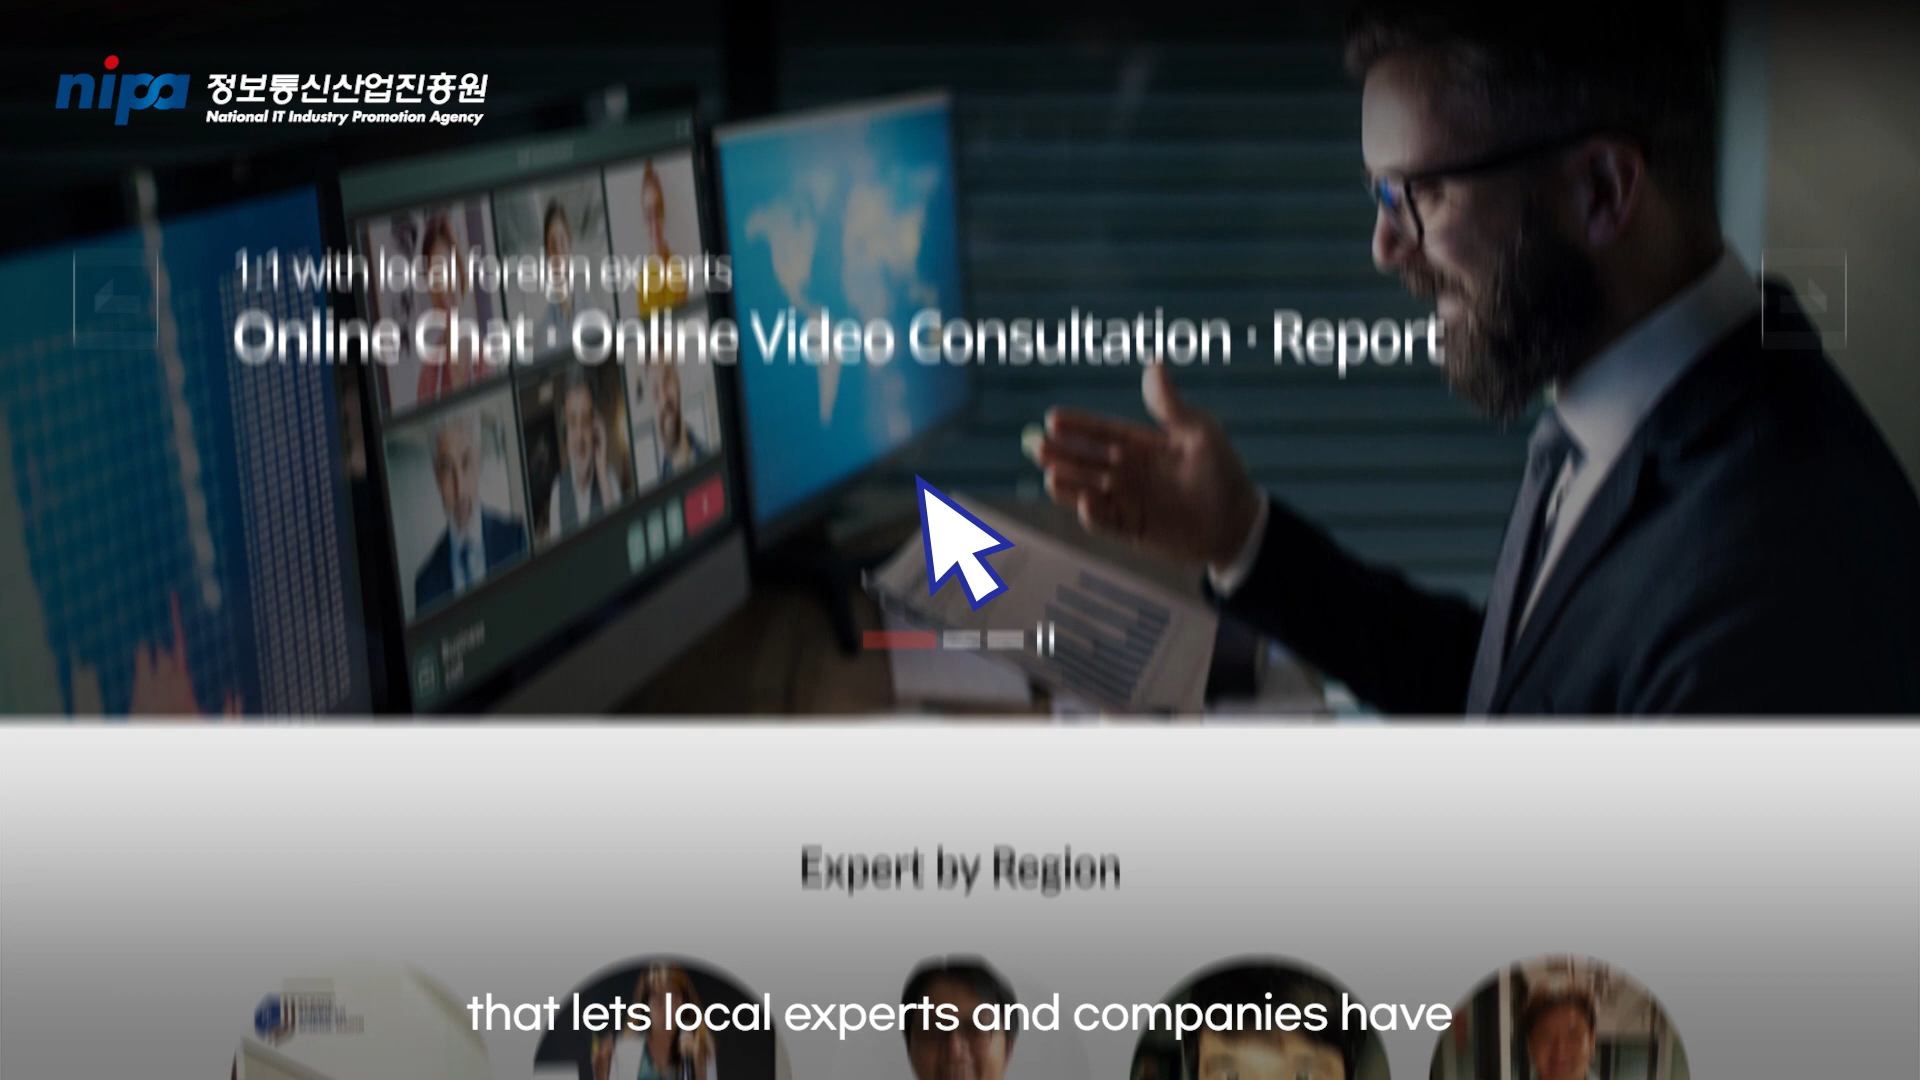 nipa 정보통신산업진흥원
National IT Industry Promotion Agency
1:1 with local foreign experts
Online Chat · Online Video Consultation · Report
Expert by Region
that lets local experts and companies have